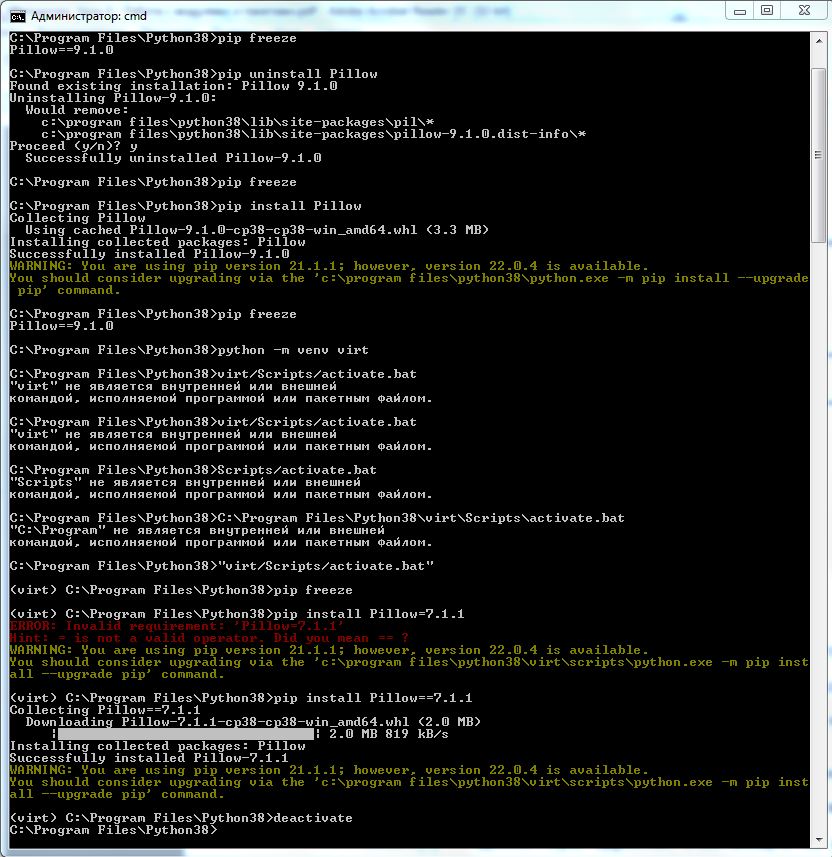 Администратор: cmd
C:\Program Files\Python38>pip freeze
Pillow==9.1.0
C:\Program Files\Python38>pip uninstall Pillow
Found existing installation: Pillow 9.1.0
Uninstalling Pillow-9.1.0:
  Would remove:
    c:\program files\python38\lib\site-packages\pil\*
    c:\program files\python38\lib\site-packages\pillow-9.1.0.dist-info\*
Proceed (y/n)? y
  Successfully uninstalled Pillow-9.1.0
C:\Program Files\Python38>pip freeze
C:\Program Files\Python38>pip install Pillow
Collecting Pillow
  Using cached Pillow-9.1.0-cp38-cp38-win_amd64.whl (3.3 MB)
Installing collected packages: Pillow
Successfully installed Pillow-9.1.0
WARNING: You are using pip version 21.1.1; however, version 22.0.4 is available.
You should consider upgrading via the 'c:\program files\python38\python.exe -m pip install --upgrade
 pip' command.
C:\Program Files\Python38>pip freeze
Pillow==9.1.0
C:\Program Files\Python38>python -m venv virt
C:\Program Files\Python38>virt/Scripts/activate.bat
"virt" не является внутренней или внешней
командой, исполняемой программой или пакетным файлом.
C:\Program Files\Python38>virt/Scripts/activate.bat
"virt" не является внутренней или внешней
командой, исполняемой программой или пакетным файлом.
C:\Program Files\Python38>Scripts/activate.bat
"Scripts" не является внутренней или внешней
командой, исполняемой программой или пакетным файлом.
C:\Program Files\Python38>C:\Program Files\Python38\virt\Scripts\activate.bat
"C:\Program" не является внутренней или внешней
командой, исполняемой программой или пакетным файлом.
C:\Program Files\Python38>"virt/Scripts/activate.bat"
(virt) C:\Program Files\Python38>pip freeze
(virt) C:\Program Files\Python38>pip install Pillow=7.1.1
ERROR: Invalid requirement: 'Pillow=7.1.1'
Hint: = is not a valid operator. Did you mean == ?
WARNING: You are using pip version 21.1.1; however, version 22.0.4 is available.
You should consider upgrading via the 'c:\program files\python38\virt\scripts\python.exe -m pip inst
all --upgrade pip' command.
(virt) C:\Program Files\Python38>pip install Pillow==7.1.1
Collecting Pillow==7.1.1
  Downloading Pillow-7.1.1-cp38-cp38-win_amd64.whl (2.0 MB)
2.0 MB 819 kB/s
Installing collected packages: Pillow
Successfully installed Pillow-7.1.1
WARNING: You are using pip version 21.1.1; however, version 22.0.4 is available.
You should consider upgrading via the 'c:\program files\python38\virt\scripts\python.exe -m pip inst
all --upgrade pip' command.
(virt) C:\Program Files\Python38>deactivate
C:\Program Files\Python38>